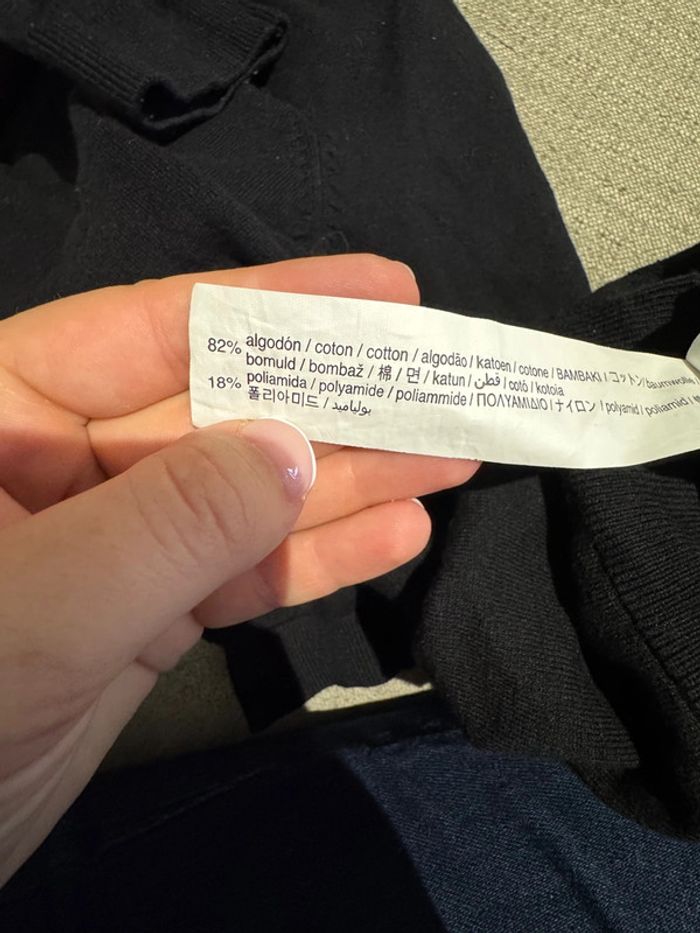 82% algodón / coton / cotton / algodão / katoen / cotone / BAMBAKI / コットン / baumwolle
bomuld / bombaž / 棉 / 면 / katun / قطن / cotó / kotoia
18% poliamida / polyamide / poliammide / ΠΟΛΥΑΜΙΔΙΟ / ナイロン / polyamid / poliamid /
폴리아미드 / بولياميد